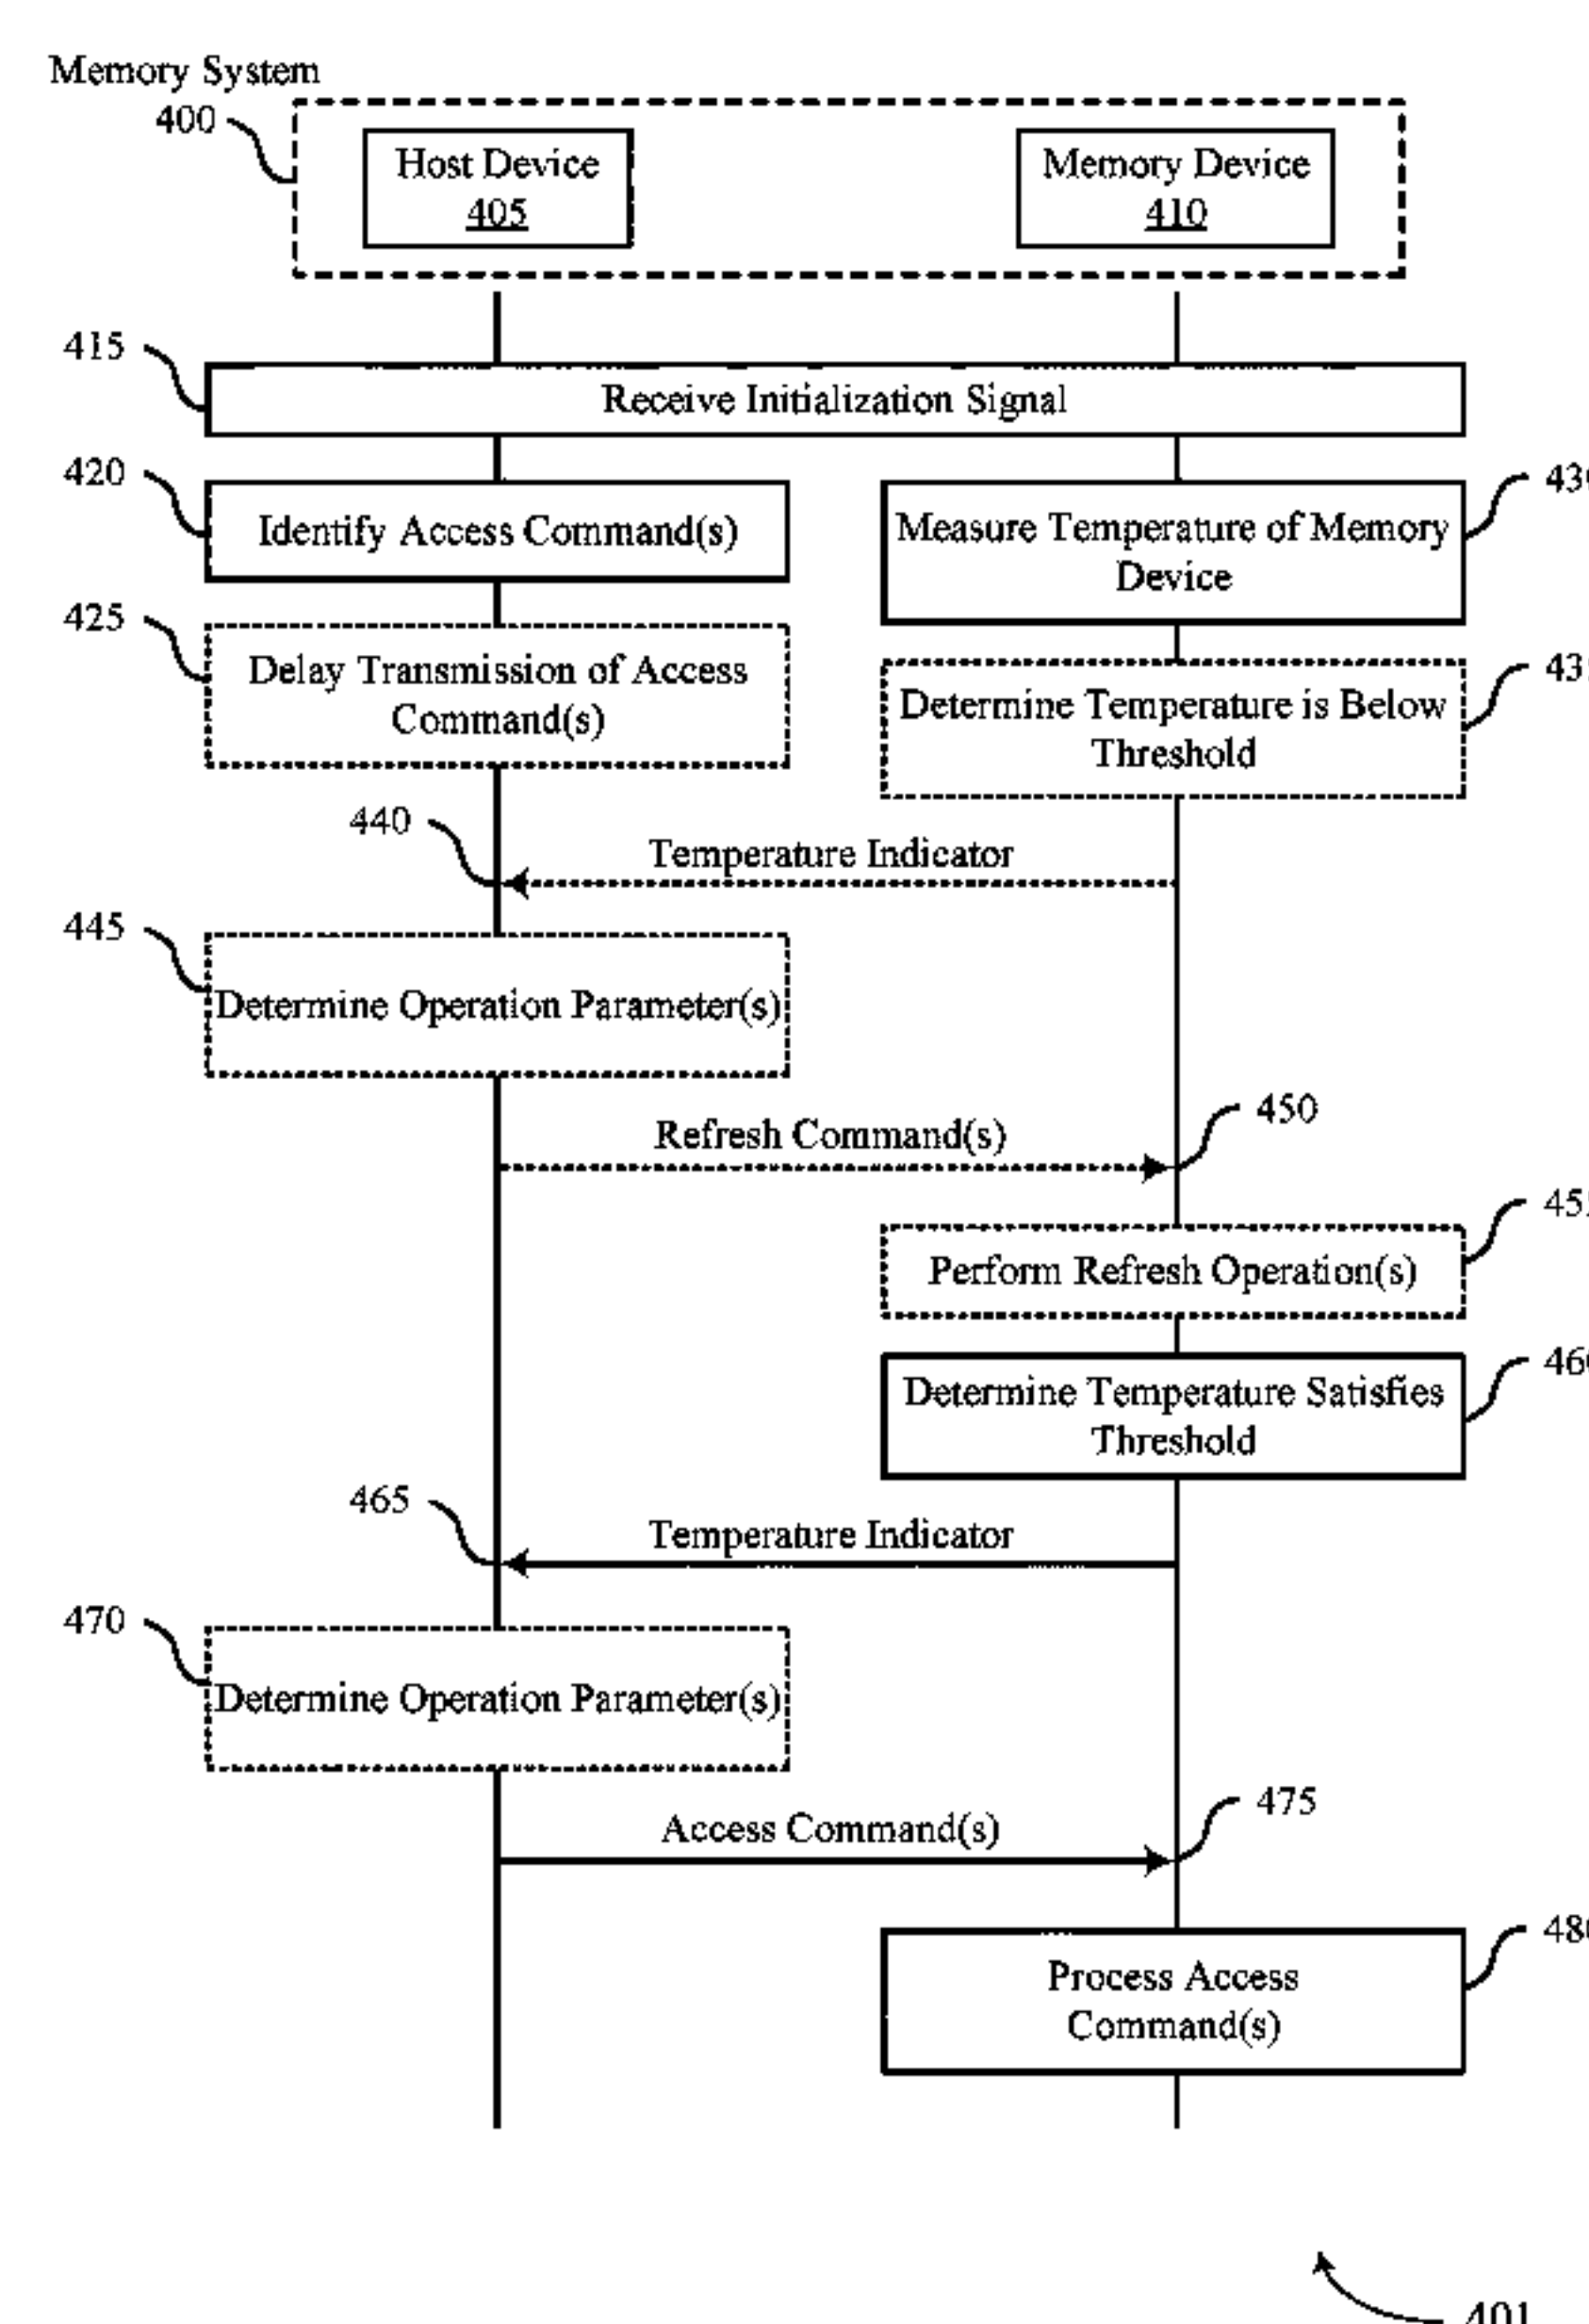 Memory System
400
Host Device
405
Memory Device
410
415
Receive Initialization Signal
420
Identify Access Command(s)
Measure Temperature of Memory
Device
425
Delay Transmission of Access
Command(s)
Determine Temperature is Below
Threshold
440
Temperature Indicator
445
Determine Operation Parameter(s)
Refresh Command(s)
450
Perform Refresh Operation(s)
Determine Temperature Satisfies
Threshold
465
Temperature Indicator
470
Determine Operation Parameter(s)
Access Command(s)
475
Process Access
Command(s)
401